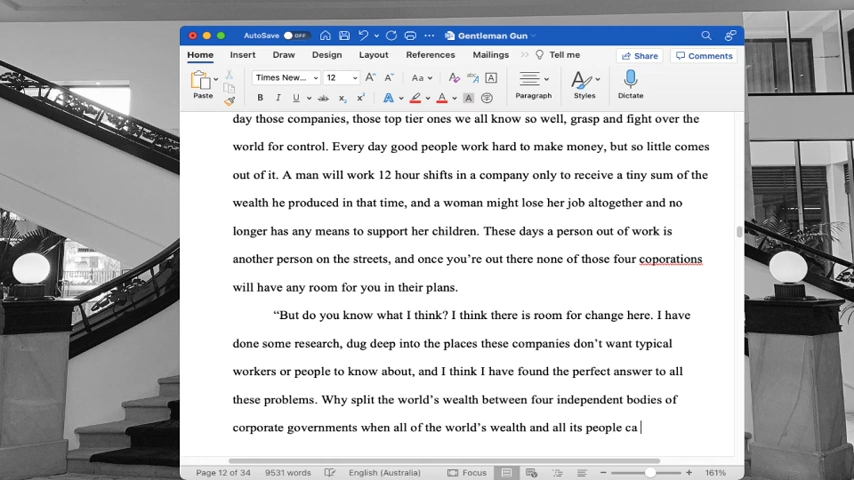 AutoSave OFF Gentleman Gun
Home Insert Draw Design Layout References Mailings >> Tell me Share Comments
Paste Times New... 12 A A Aa A abc A Paragraph Styles Dictate
B I U ab x₂ x² A A A
day those companies, those top tier ones we all know so well, grasp and fight over the
world for control. Every day good people work hard to make money, but so little comes
out of it. A man will work 12 hour shifts in a company only to receive a tiny sum of the
wealth he produced in that time, and a woman might lose her job altogether and no
longer has any means to support her children. These days a person out of work is
another person on the streets, and once you’re out there none of those four coporations
will have any room for you in their plans.
“But do you know what I think? I think there is room for change here. I have
done some research, dug deep into the places these companies don’t want typical
workers or people to know about, and I think I have found the perfect answer to all
these problems. Why split the world’s wealth between four independent bodies of
corporate governments when all of the world’s wealth and all its people ca
Page 12 of 34 9531 words English (Australia) Focus 161%